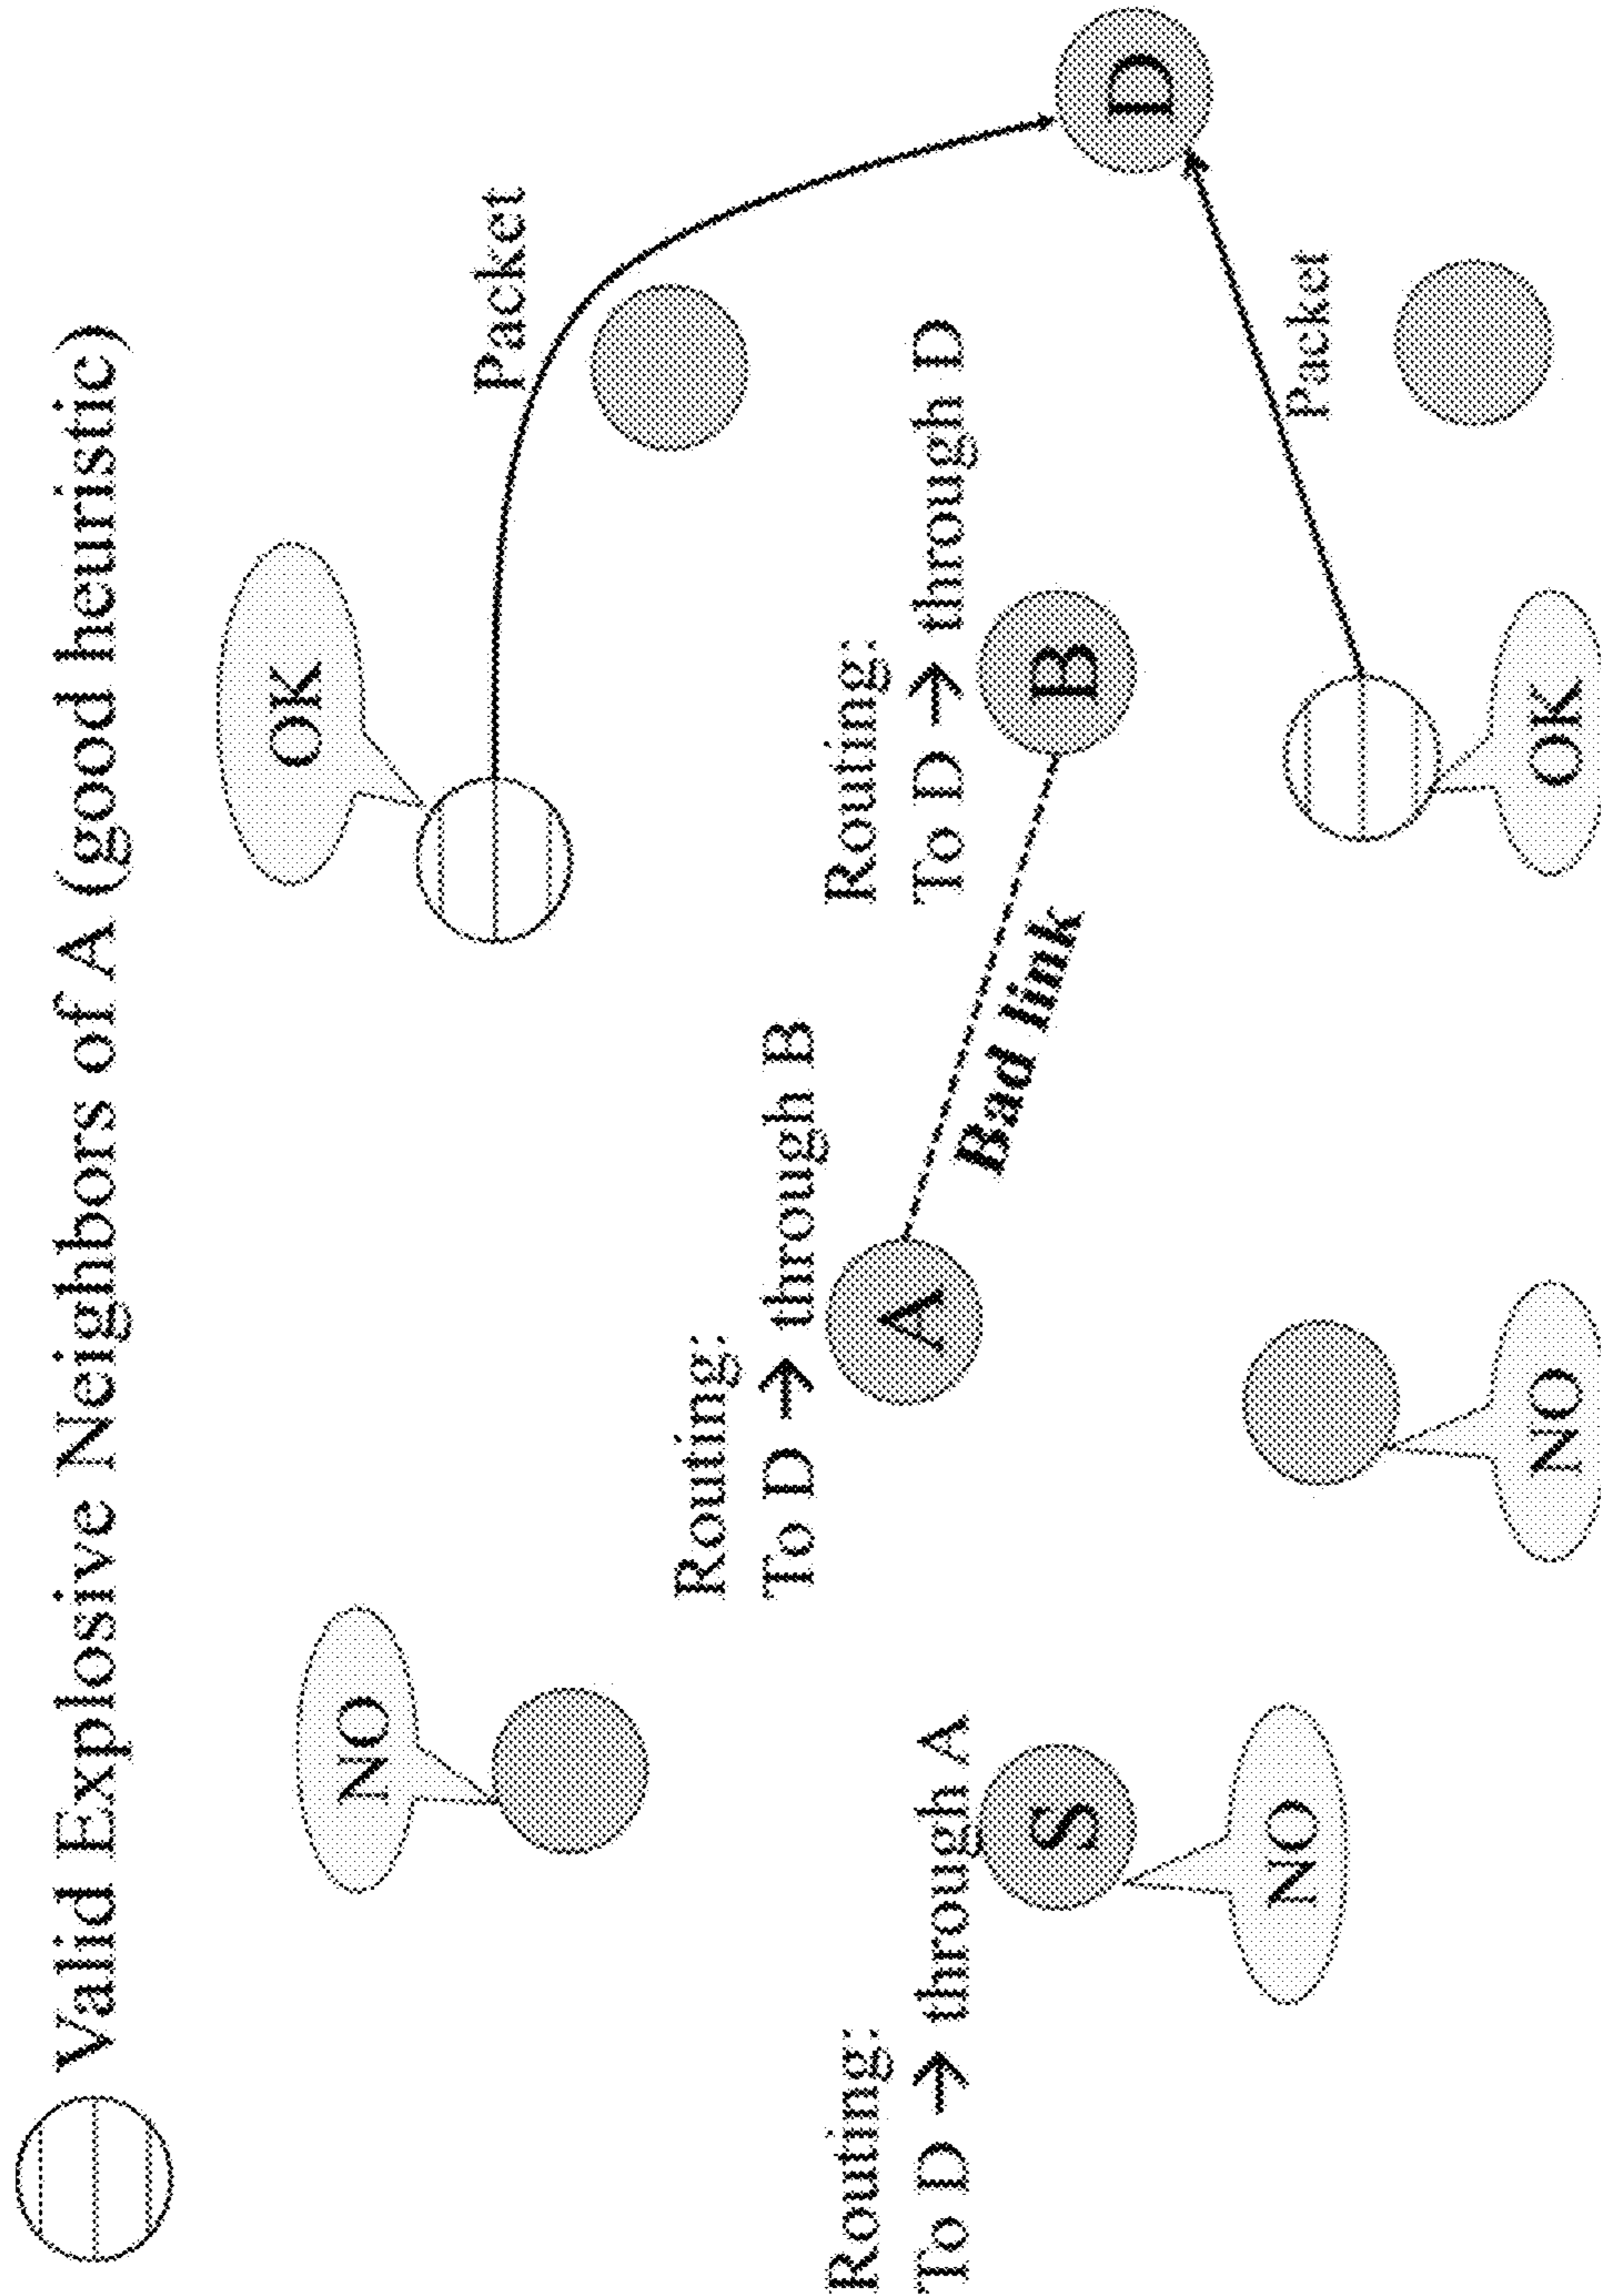 Valid Explosive Neighbors of A (good heuristic)
OK
NO
Packet
Routing:
To D → through B
Routing:
To D → through A
Routing:
To D → through D
A
S
B
D
Bad link
NO
Packet
NO
OK